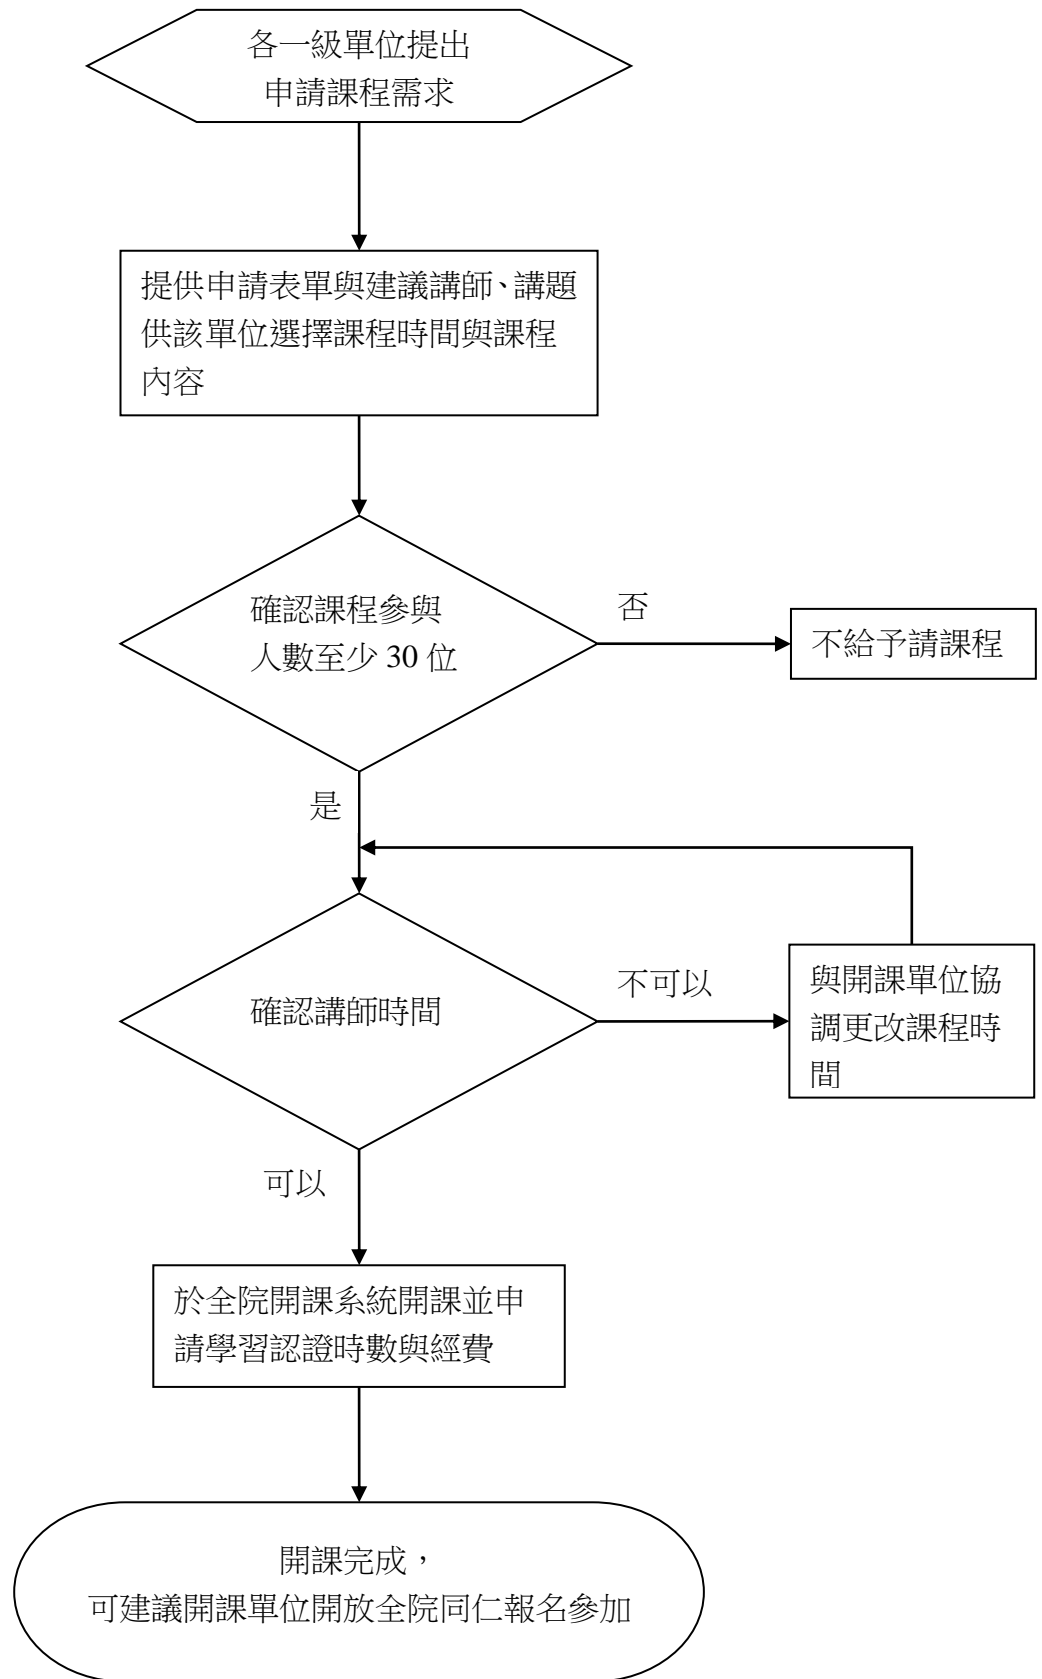 各一級單位提出
申請課程需求
提供申請表單與建議講師、講題
供該單位選擇課程時間與課程
內容
確認課程參與
人數至少 30 位
否
不給予請課程
是
確認講師時間
不可以
與開課單位協
調更改課程時
間
可以
於全院開課系統開課並申
請學習認證時數與經費
開課完成，
可建議開課單位開放全院同仁報名參加